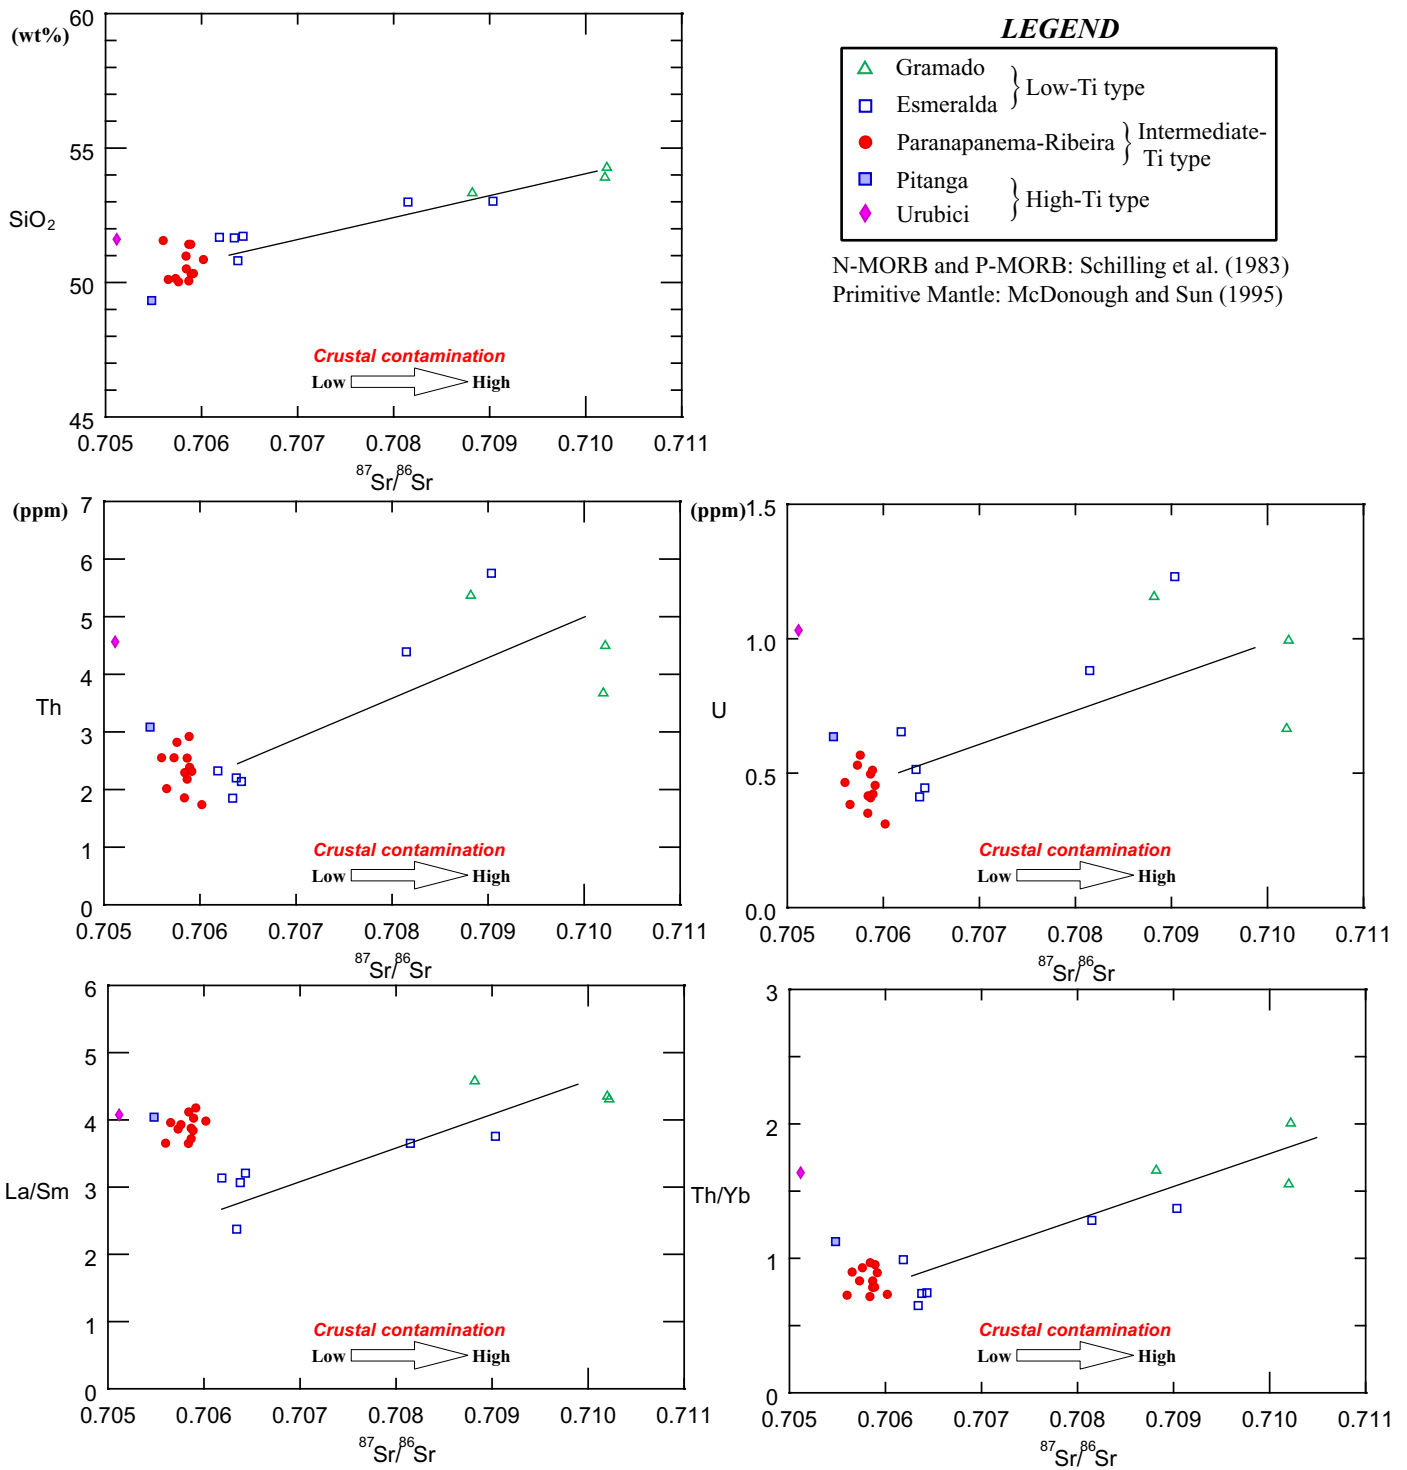 (wt%)
60
55
SiO2
50
45
Crustal contamination
Low High
0.705 0.706 0.707 0.708 0.709 0.710 0.711
87Sr/86Sr
LEGEND
Gramado
Esmeralda
} Low-Ti type
Paranapanema-Ribeira } Intermediate-
Ti type
Pitanga
Urubici
} High-Ti type
N-MORB and P-MORB: Schilling et al. (1983)
Primitive Mantle: McDonough and Sun (1995)
(ppm)
7
6
5
4
Th
3
2
1
0
Crustal contamination
Low High
0.705 0.706 0.707 0.708 0.709 0.710 0.711
87Sr/86Sr
(ppm) 1.5
1.0
U
0.5
0.0
Crustal contamination
Low High
0.705 0.706 0.707 0.708 0.709 0.710 0.711
87Sr/86Sr
6
5
4
La/Sm
3
2
1
0
Crustal contamination
Low High
0.705 0.706 0.707 0.708 0.709 0.710 0.711
87Sr/86Sr
3
2
Th/Yb
1
0
Crustal contamination
Low High
0.705 0.706 0.707 0.708 0.709 0.710 0.711
87Sr/86Sr